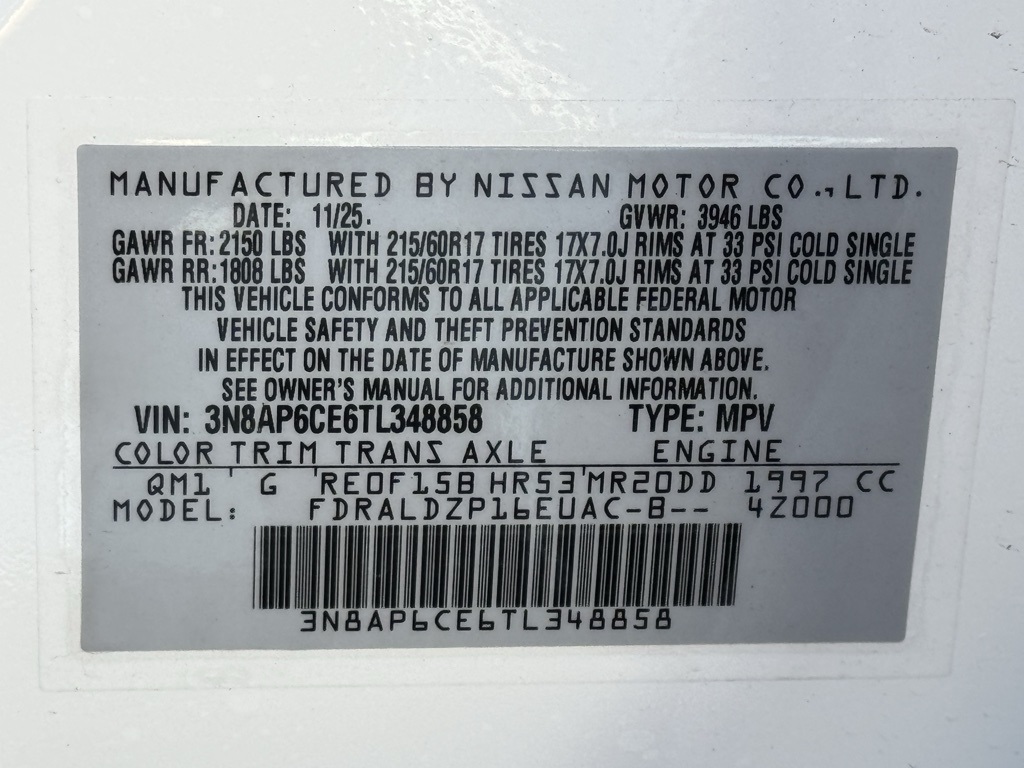 MANUFACTURED BY NISSAN MOTOR CO., LTD.
DATE: 11/25. GVWR: 3946 LBS
GAWR FR: 2150 LBS WITH 215/60R17 TIRES 17X7.0J RIMS AT 33 PSI COLD SINGLE
GAWR RR: 1808 LBS WITH 215/60R17 TIRES 17X7.0J RIMS AT 33 PSI COLD SINGLE
THIS VEHICLE CONFORMS TO ALL APPLICABLE FEDERAL MOTOR
VEHICLE SAFETY AND THEFT PREVENTION STANDARDS
IN EFFECT ON THE DATE OF MANUFACTURE SHOWN ABOVE.
SEE OWNER'S MANUAL FOR ADDITIONAL INFORMATION.
VIN: 3N8AP6CE6TL348858 TYPE: MPV
COLOR TRIM TRANS AXLE ENGINE
QM1 G RE0F15B HR53 MR20DD 1997 CC
MODEL: FDRALDZP16EUAC-B-- 4Z000
3N8AP6CE6TL348858